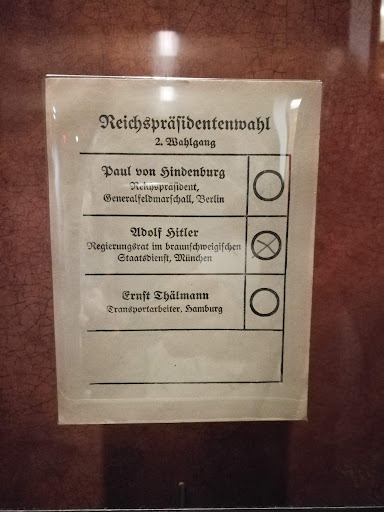 Reichspräsidentenwahl
2. Wahlgang
Paul von Hindenburg
Reichspräsident,
Generalfeldmarschall, Berlin
Adolf Hitler
Regierungsrat im braunschweigischen
Staatsdienst, München
Ernst Thälmann
Transportarbeiter, Hamburg